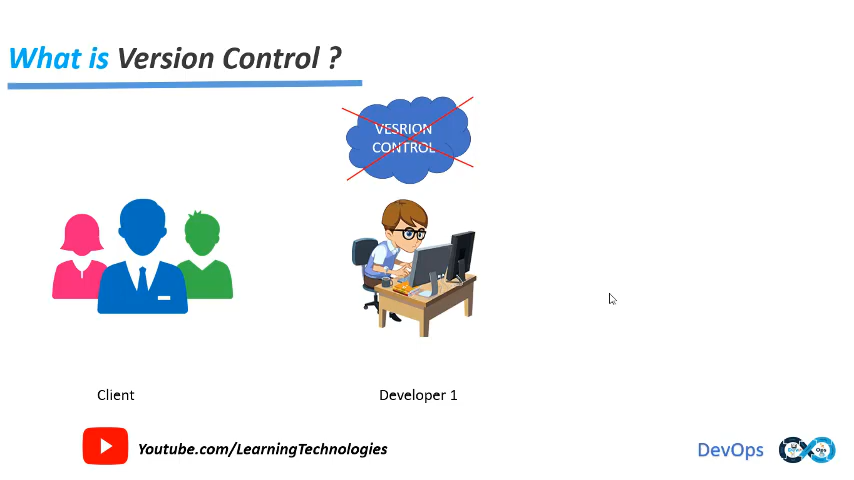 What is Version Control ?
VESRION
CONTROL
Client
Developer 1
Youtube.com/LearningTechnologies
DevOps